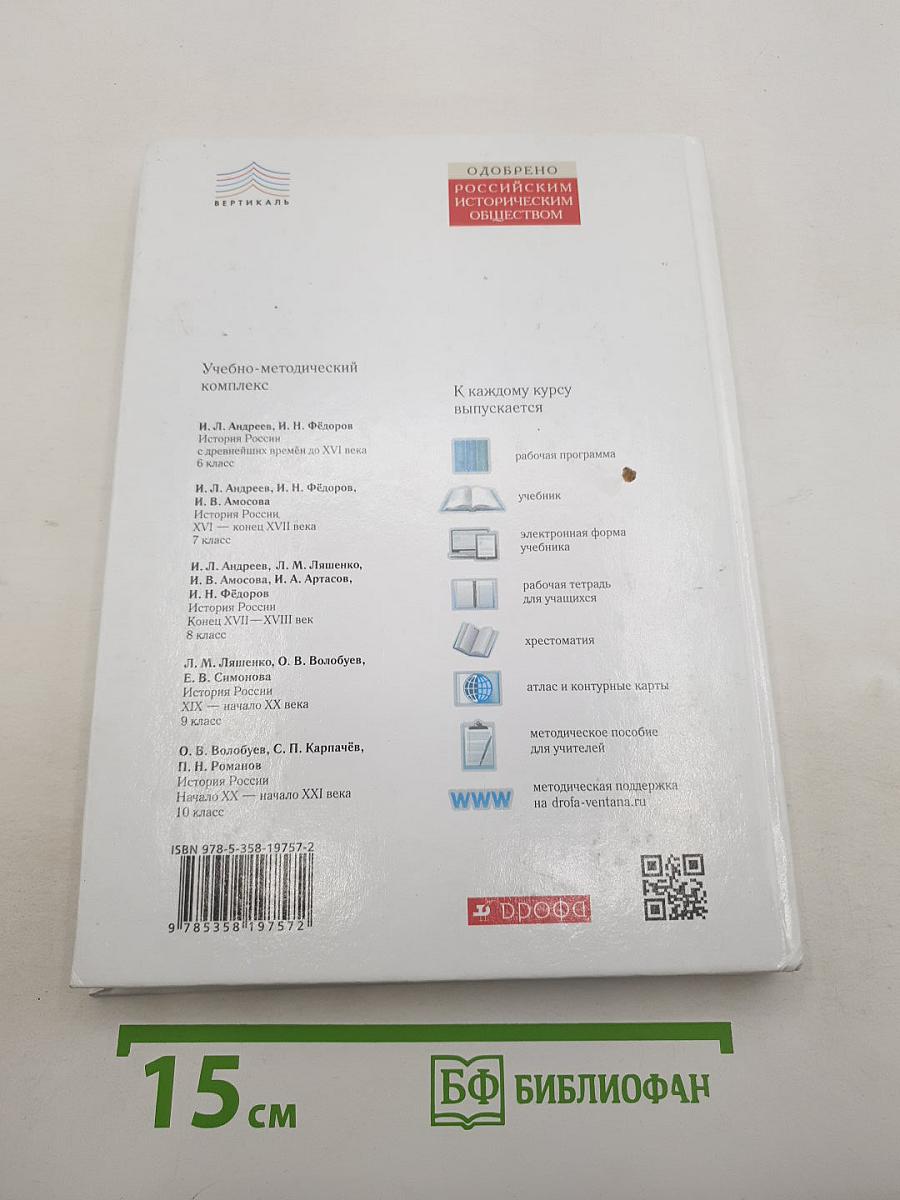 ВЕРТИКАЛЬ
ОДОБРЕНО
РОССИЙСКИМ
ИСТОРИЧЕСКИМ
ОБЩЕСТВОМ
Учебно-методический
комплекс
И. Л. Андреев, И. Н. Фёдоров
История России
с древнейших времён до XVI века
6 класс
И. Л. Андреев, И. Н. Фёдоров,
И. В. Амосова
История России
XVI — конец XVII века
7 класс
И. Л. Андреев, Л. М. Ляшенко,
И. В. Амосова, И. А. Артасов,
И. Н. Фёдоров
История России
Конец XVII—XVIII век
8 класс
Л. М. Ляшенко, О. В. Волобуев,
Е. В. Симонова
История России
XIX — начало XX века
9 класс
О. В. Волобуев, С. П. Карпачёв,
П. Н. Романов
История России
Начало XX — начало XXI века
10 класс
К каждому курсу
выпускается
рабочая программа
учебник
электронная форма
учебника
рабочая тетрадь
для учащихся
хрестоматия
атлас и контурные карты
методическое пособие
для учителей
www
методическая поддержка
на drofa-ventana.ru
ISBN 978-5-358-19757-2
9 785358 197572
дрофа
15 см
БФ БИБЛИОФАН